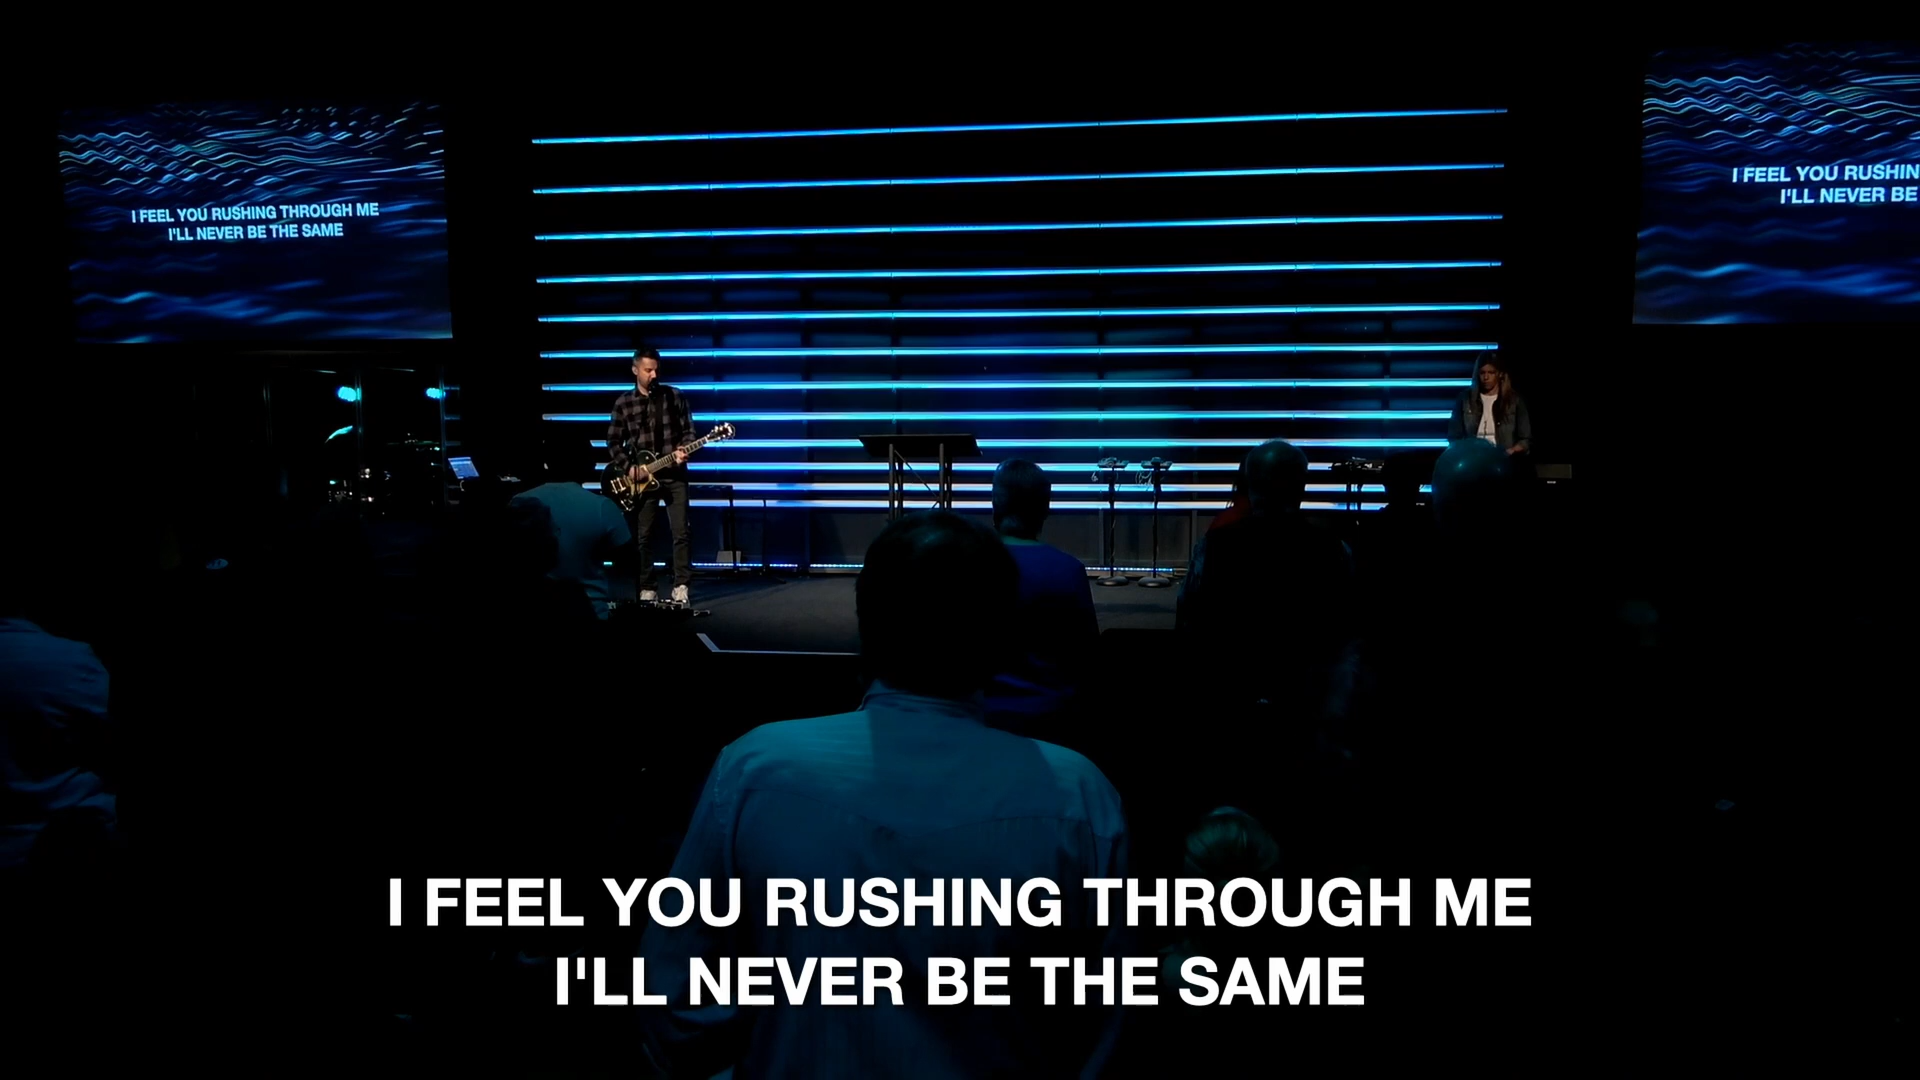 I FEEL YOU RUSHING THROUGH ME
I'LL NEVER BE THE SAME
I FEEL YOU RUSHIN
I'LL NEVER BE
I FEEL YOU RUSHING THROUGH ME
I'LL NEVER BE THE SAME